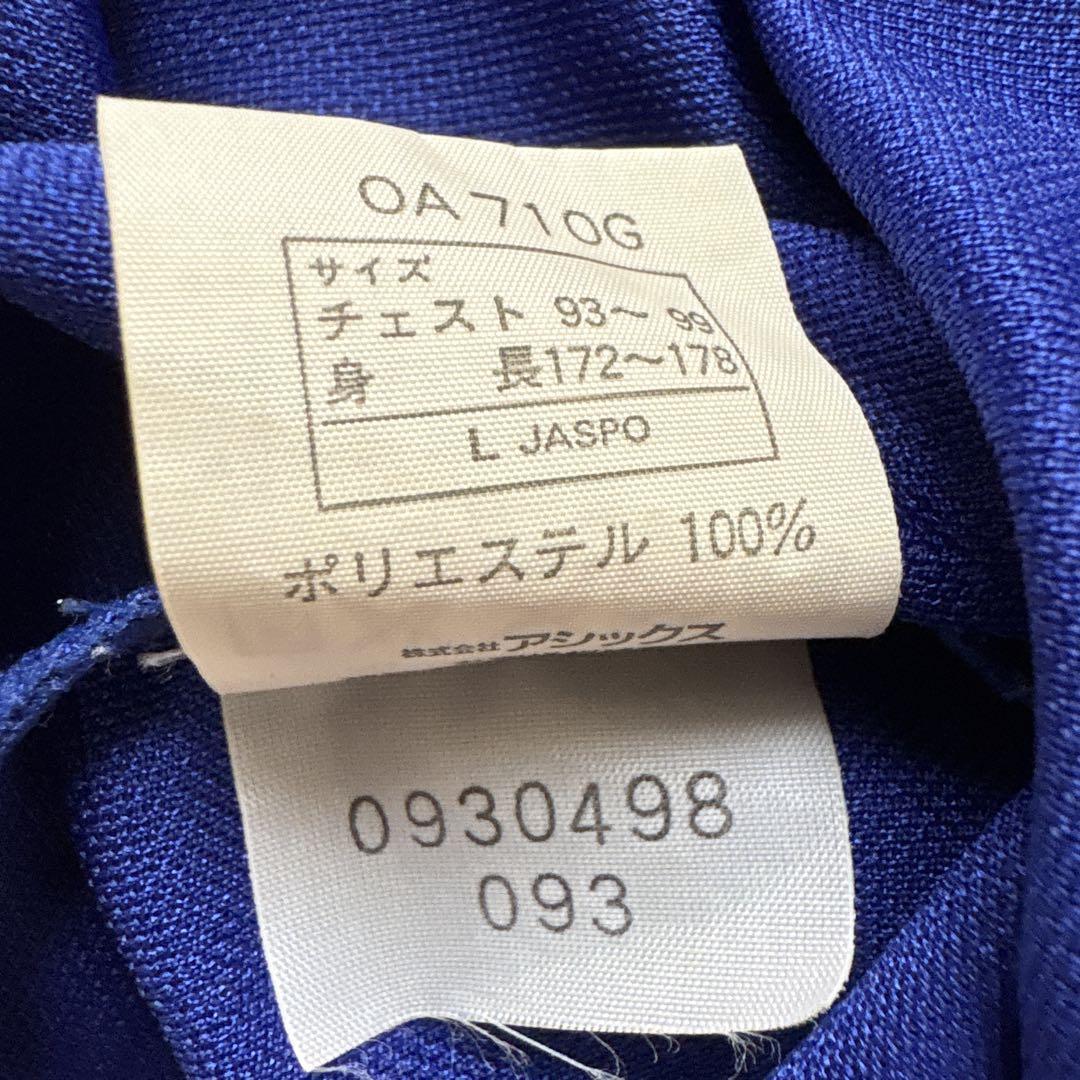 OA710G
サイズ
チェスト 93～99
身 長172～178
L JASPO
ポリエステル 100%
株式会社アシックス
0930498
093